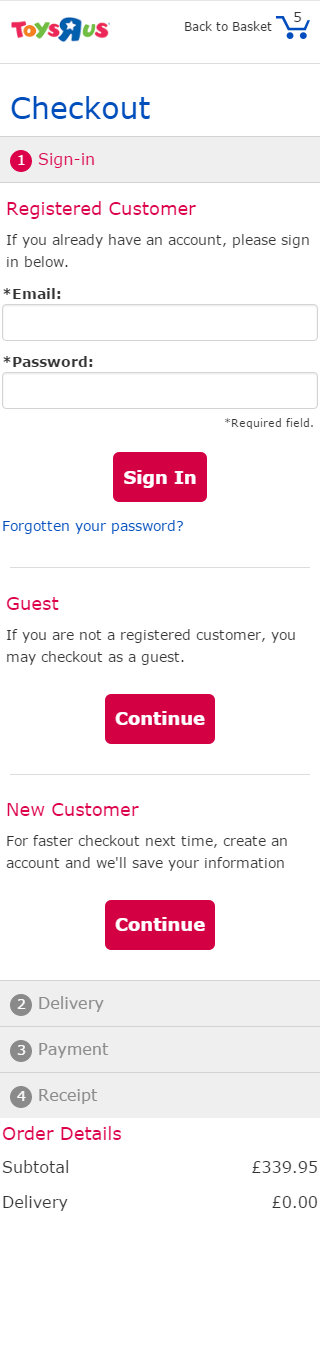 ToysЯus
Back to Basket 5
Checkout
1 Sign-in
Registered Customer
If you already have an account, please sign
in below.
*Email:
*Password:
*Required field.
Sign In
Forgotten your password?
Guest
If you are not a registered customer, you
may checkout as a guest.
Continue
New Customer
For faster checkout next time, create an
account and we'll save your information
Continue
2 Delivery
3 Payment
4 Receipt
Order Details
Subtotal £339.95
Delivery £0.00